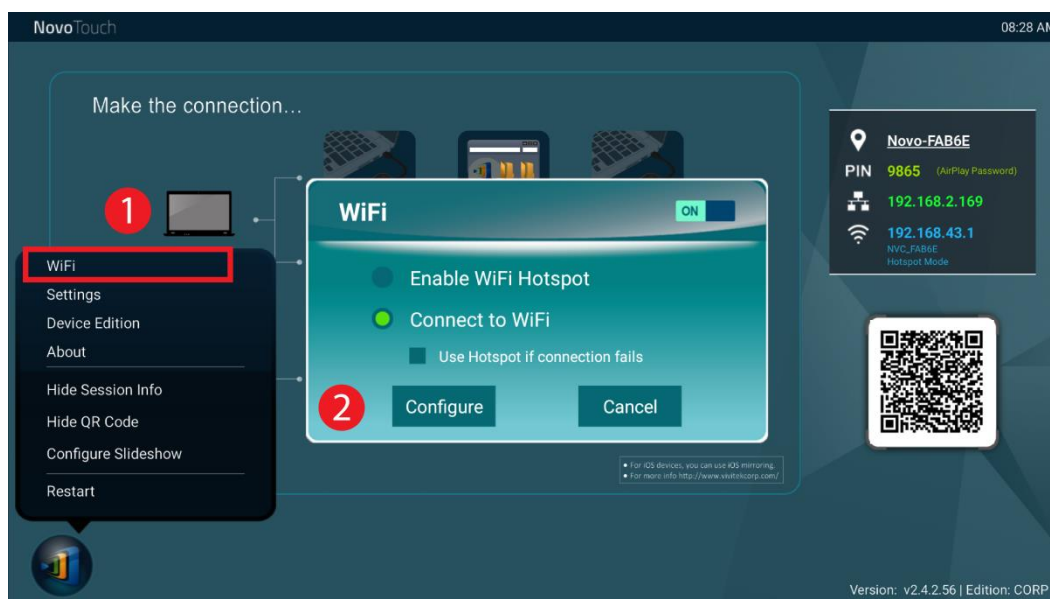 NovoTouch
08:28 AM
Make the connection...
1
WiFi
Settings
Device Edition
About
Hide Session Info
Hide QR Code
Configure Slideshow
Restart
WiFi
ON
Enable WiFi Hotspot
Connect to WiFi
Use Hotspot if connection fails
2
Configure
Cancel
• For iOS devices, you can use iOS mirroring.
• For more info http://www.vivitekcorp.com/
Novo-FAB6E
PIN 9865 (AirPlay Password)
192.168.2.169
192.168.43.1
NVC_FAB6E
Hotspot Mode
Version: v2.4.2.56 | Edition: CORP